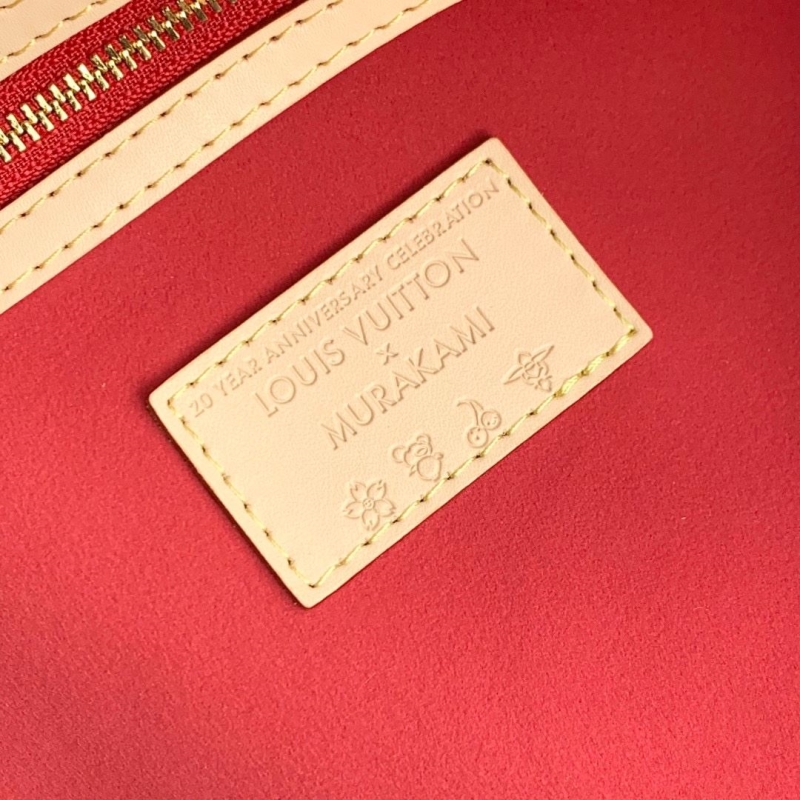 20 YEAR ANNIVERSARY CELEBRATION
LOUIS VUITTON
×
MURAKAMI